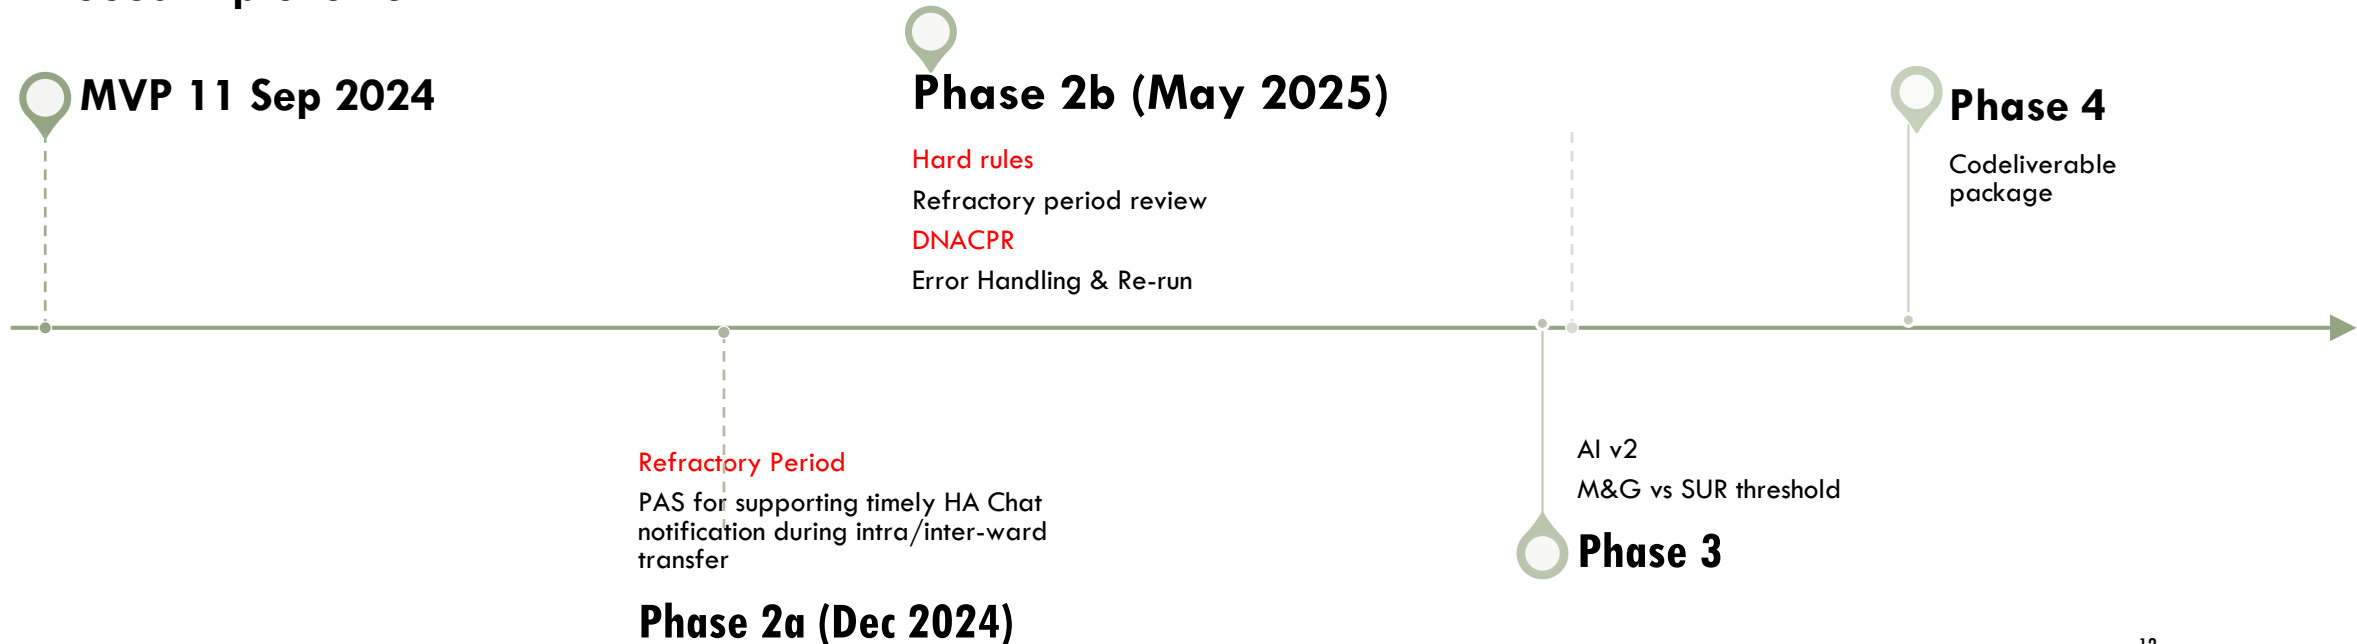 MVP 11 Sep 2024
Phase 2b (May 2025)
Hard rules
Refractory period review
DNACPR
Error Handling & Re-run
Phase 4
Codeliverable
package
Refractory Period
PAS for supporting timely HA Chat
notification during intra/inter-ward
transfer
Phase 2a (Dec 2024)
AI v2
M&G vs SUR threshold
Phase 3